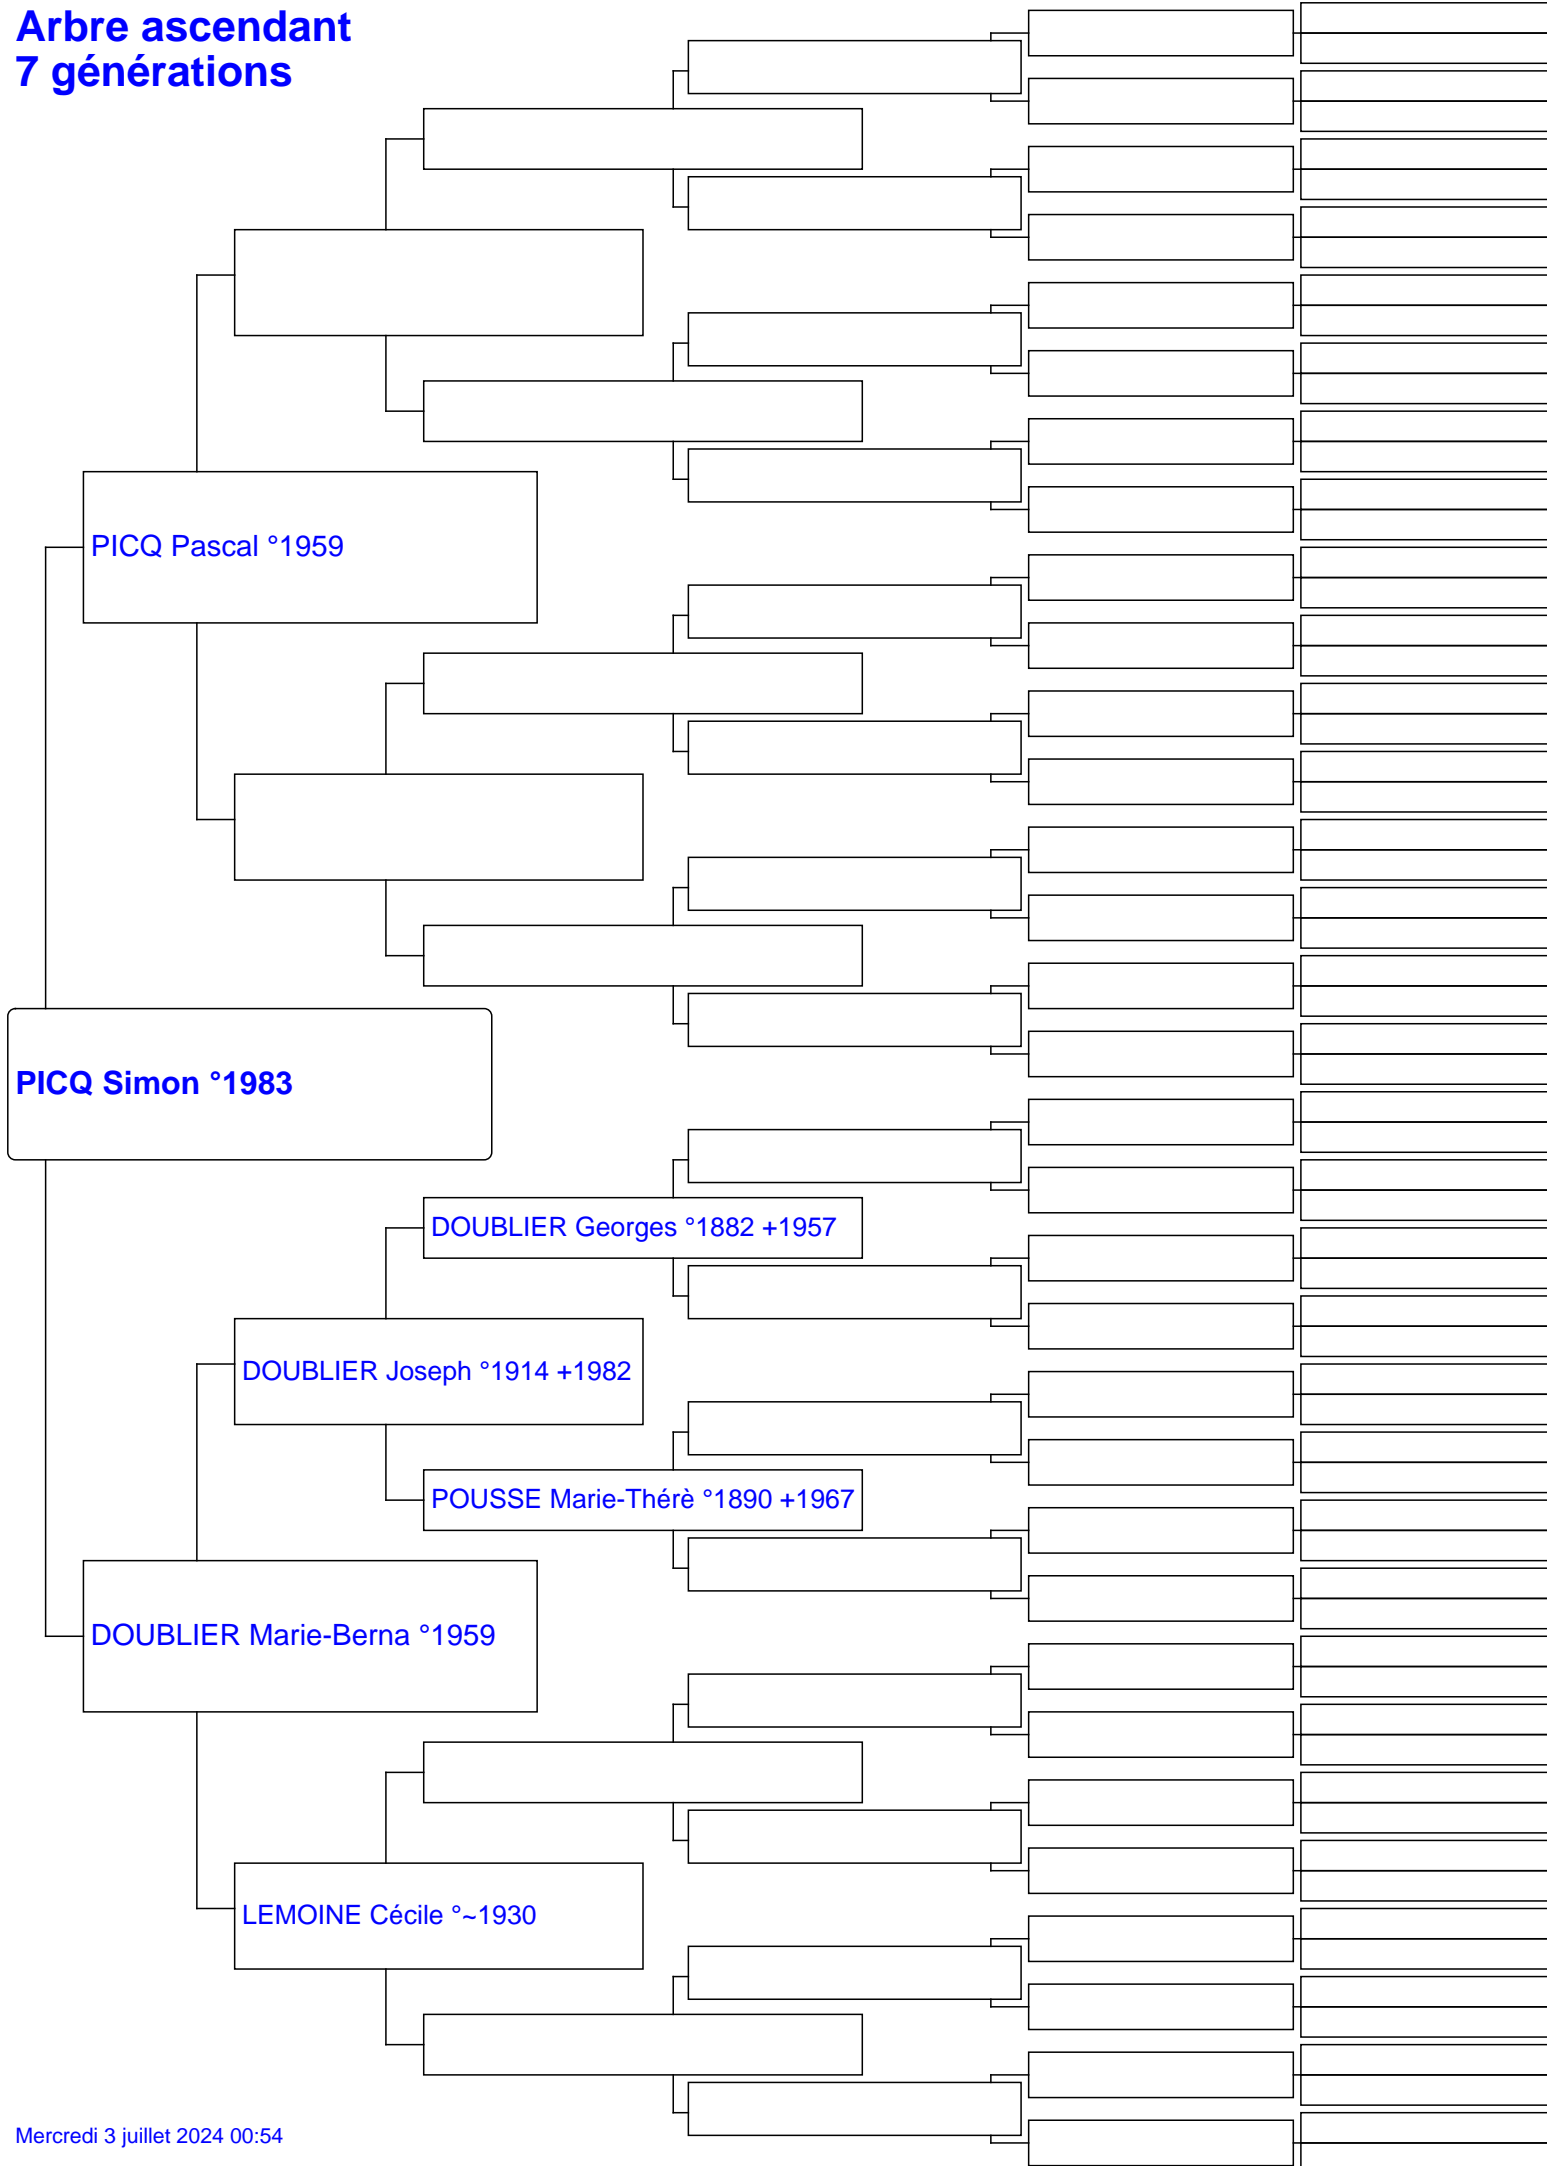 Arbre ascendant
7 générations
PICQ Pascal °1959
PICQ Simon °1983
DOUBLIER Georges °1882 +1957
DOUBLIER Joseph °1914 +1982
POUSSE Marie-Thérè °1890 +1967
DOUBLIER Marie-Berna °1959
LEMOINE Cécile °~1930
Mercredi 3 juillet 2024 00:54